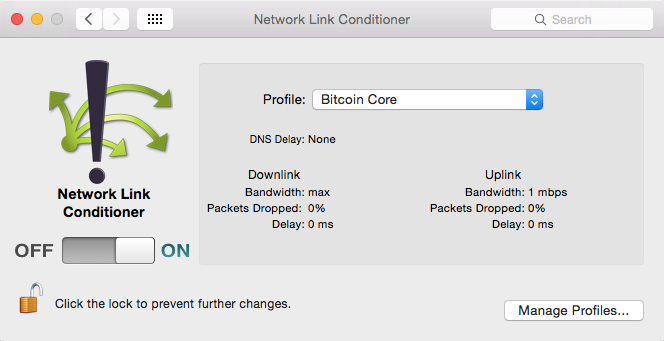 Network Link Conditioner
Search
Profile: Bitcoin Core
DNS Delay: None
Downlink
Bandwidth: max
Packets Dropped: 0%
Delay: 0 ms
Uplink
Bandwidth: 1 mbps
Packets Dropped: 0%
Delay: 0 ms
Network Link
Conditioner
OFF ON
Click the lock to prevent further changes.
Manage Profiles...